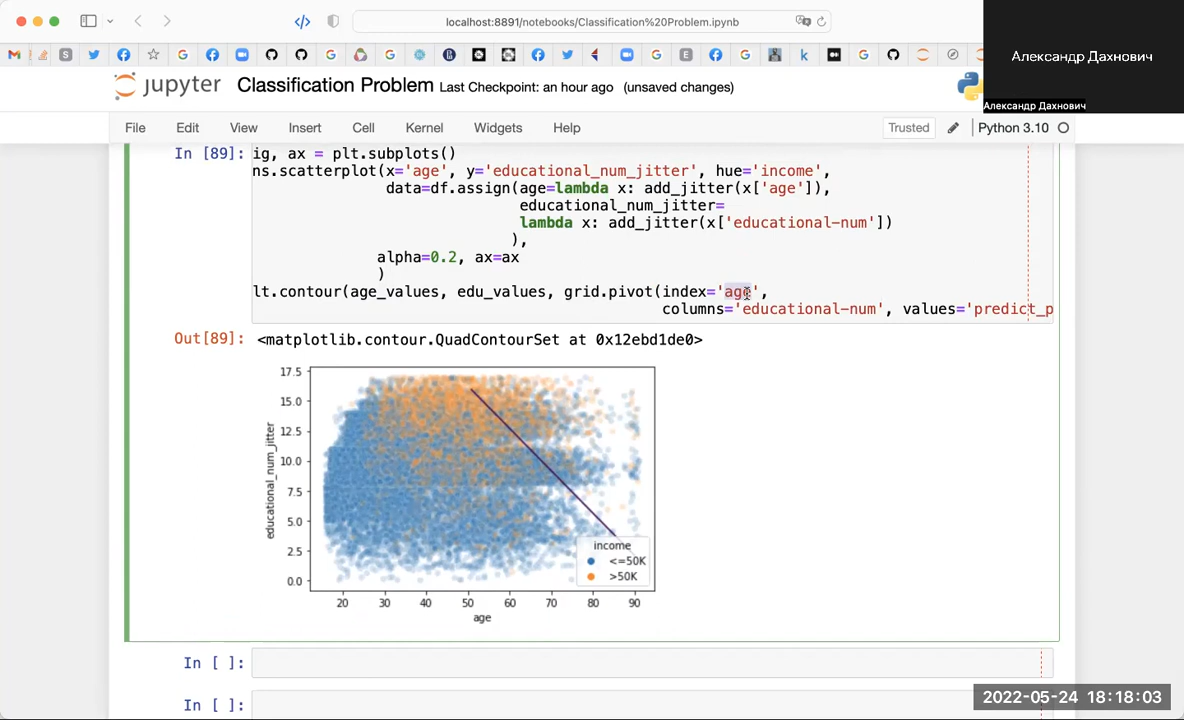 localhost:8891/notebooks/Classification%20Problem.ipynb
Александр Дахнович
Александр Дахнович
jupyter Classification Problem Last Checkpoint: an hour ago (unsaved changes)
File Edit View Insert Cell Kernel Widgets Help Trusted Python 3.10
In [89]: ig, ax = plt.subplots()
ns.scatterplot(x='age', y='educational_num_jitter', hue='income',
data=df.assign(age=lambda x: add_jitter(x['age']),
educational_num_jitter=
lambda x: add_jitter(x['educational-num'])
),
alpha=0.2, ax=ax
)
lt.contour(age_values, edu_values, grid.pivot(index='age',
columns='educational-num', values='predict_p
Out[89]: <matplotlib.contour.QuadContourSet at 0x12ebd1de0>
17.5
15.0
12.5
10.0
7.5
5.0
2.5
0.0
educational_num_jitter
income
<=50K
>50K
20 30 40 50 60 70 80 90
age
In [ ]:
In [ ]:
2022-05-24 18:18:03